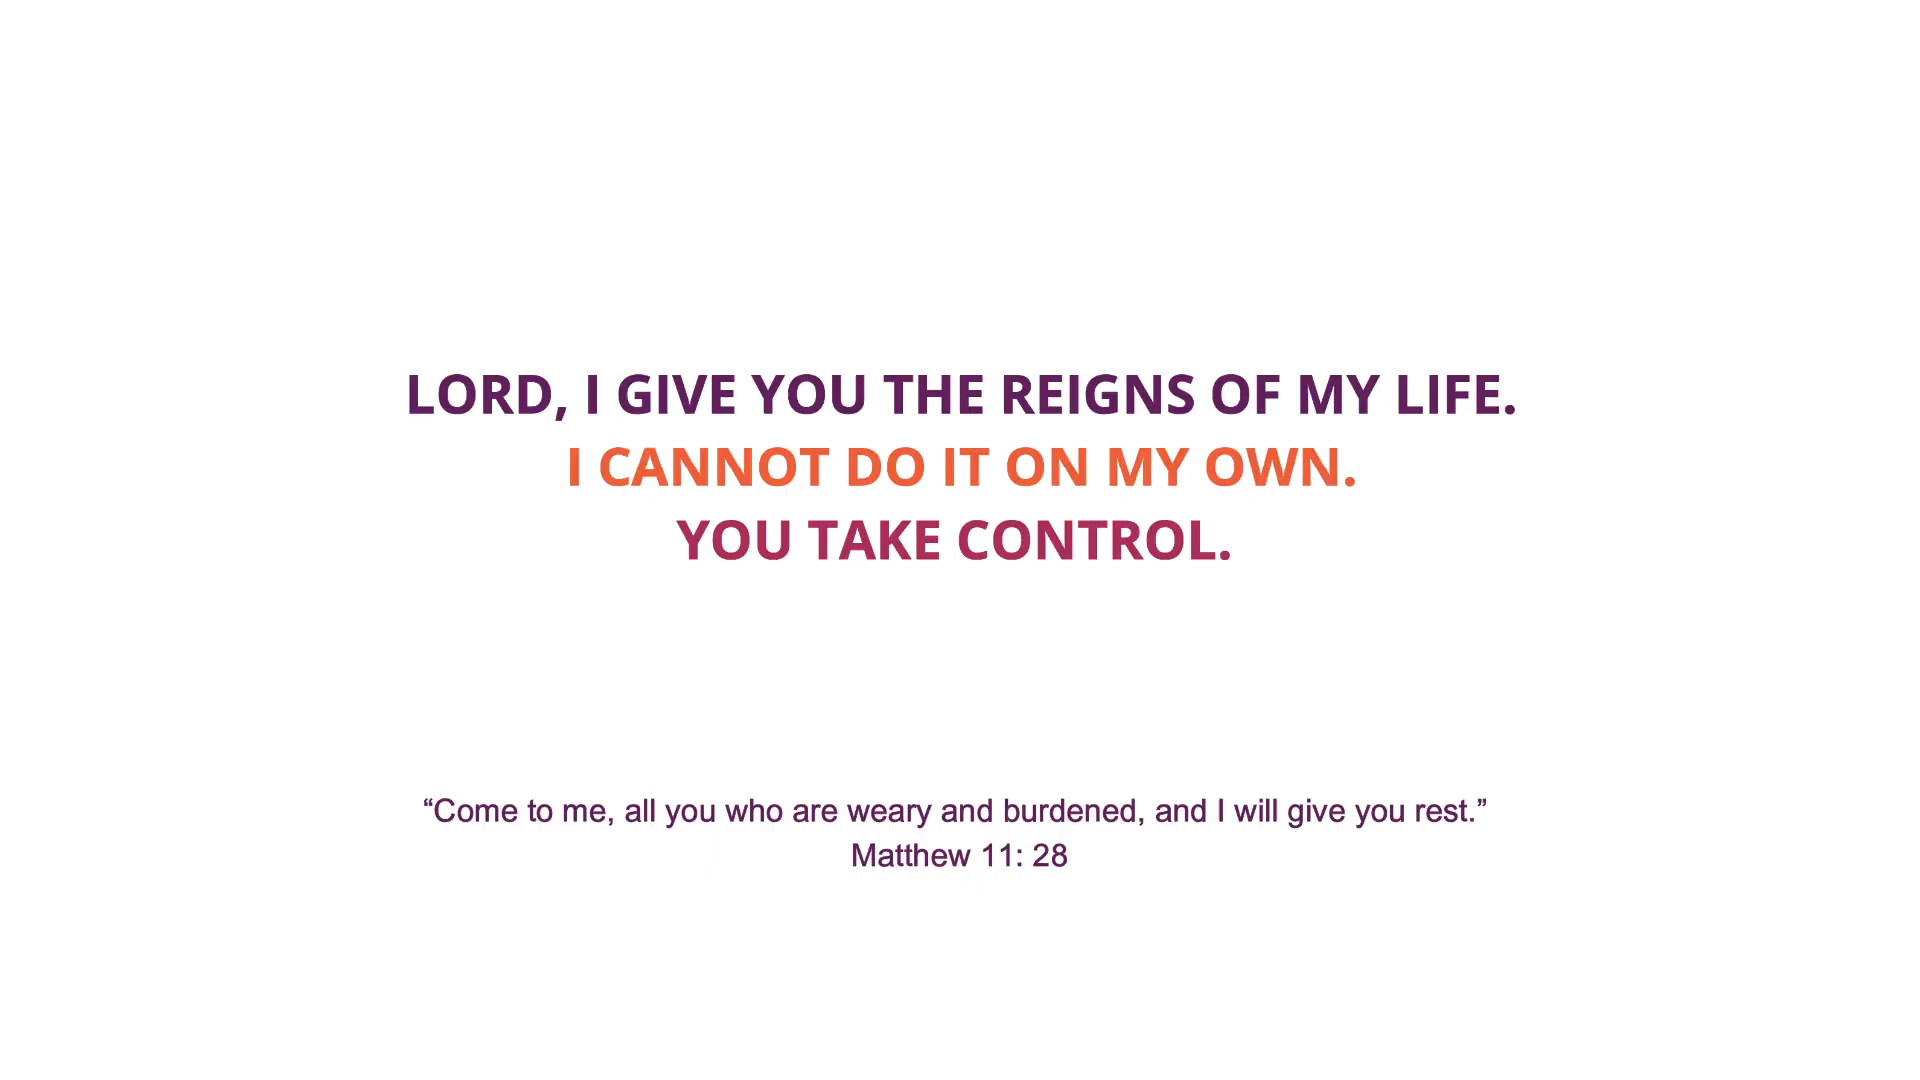 LORD, I GIVE YOU THE REIGNS OF MY LIFE.
I CANNOT DO IT ON MY OWN.
YOU TAKE CONTROL.
“Come to me, all you who are weary and burdened, and I will give you rest.”
Matthew 11: 28